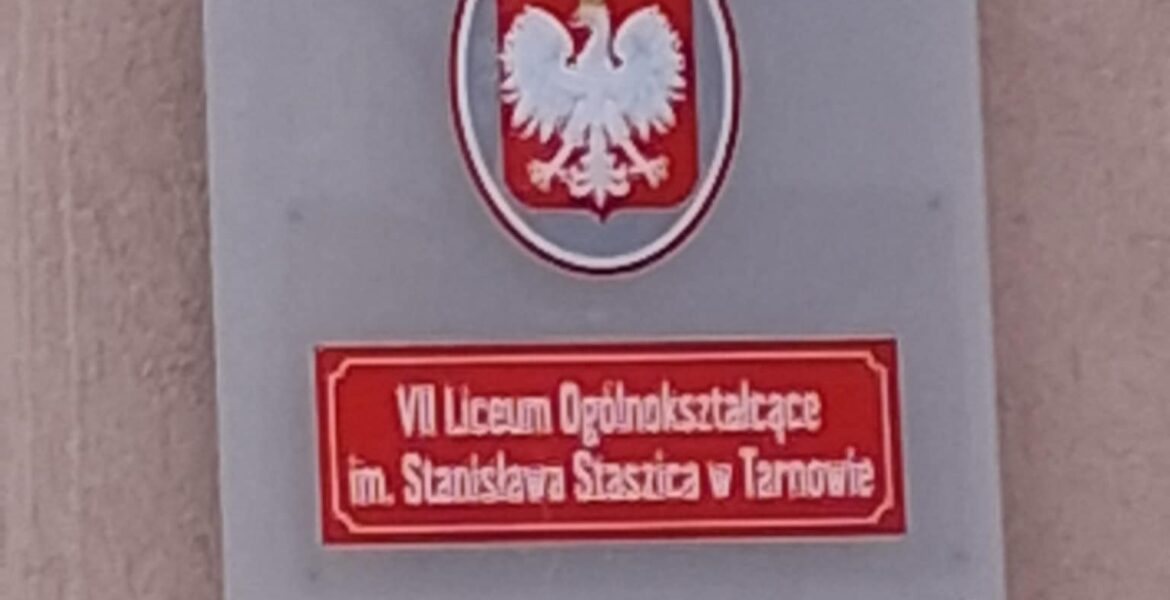 VII Liceum Ogólnokształcące
im. Stanisława Staszica w Tarnowie